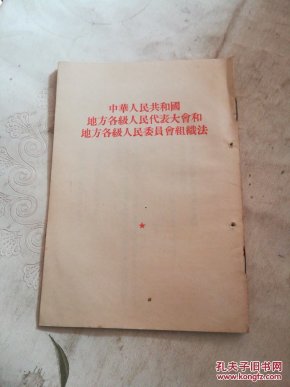 中華人民共和國
地方各級人民代表大會和
地方各級人民委員會組織法
孔夫子旧书网